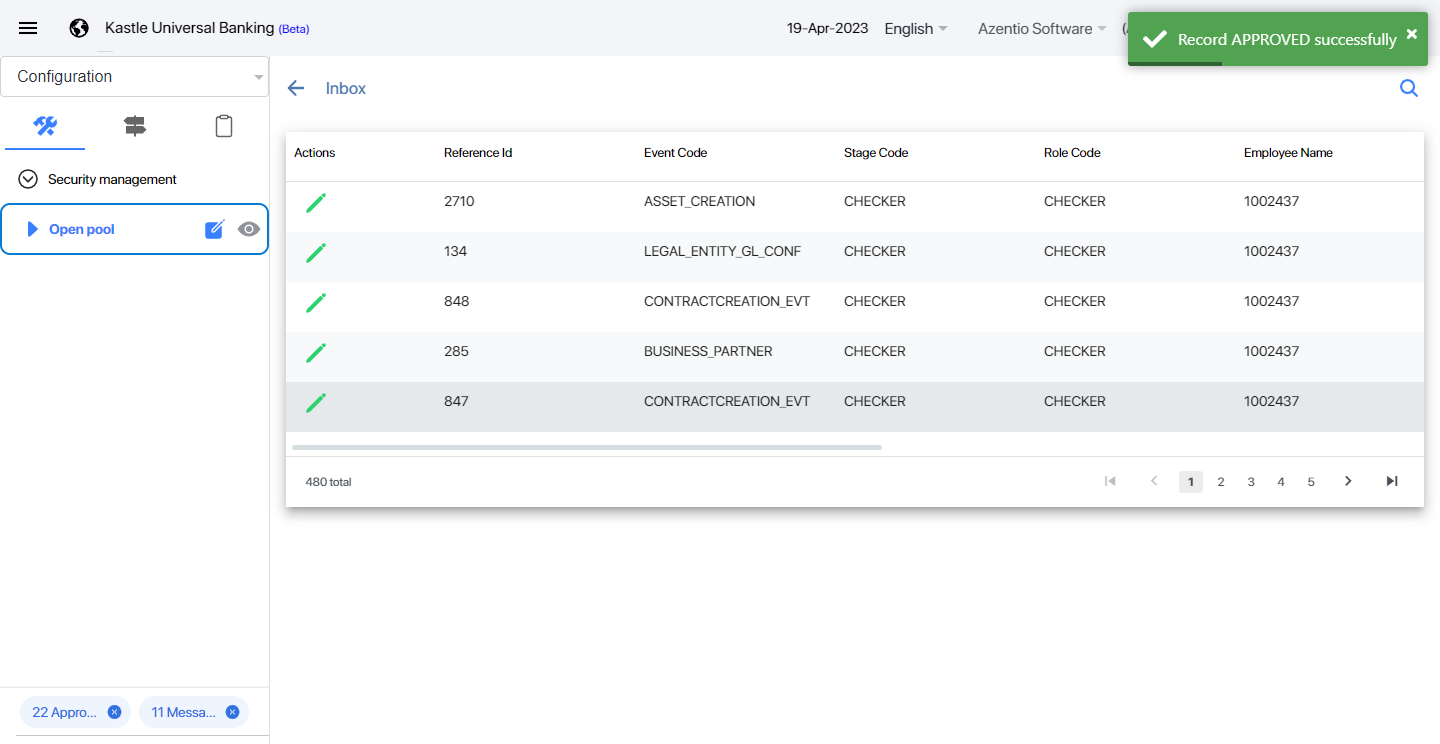 Kastle Universal Banking (Beta)
19-Apr-2023 English Azentio Software
Record APPROVED successfully
Configuration
Inbox
Security management
Open pool
Actions Reference Id Event Code Stage Code Role Code Employee Name
2710 ASSET_CREATION CHECKER CHECKER 1002437
134 LEGAL_ENTITY_GL_CONF CHECKER CHECKER 1002437
848 CONTRACTCREATION_EVT CHECKER CHECKER 1002437
285 BUSINESS_PARTNER CHECKER CHECKER 1002437
847 CONTRACTCREATION_EVT CHECKER CHECKER 1002437
480 total 1 2 3 4 5
22 Appro... 11 Messa...